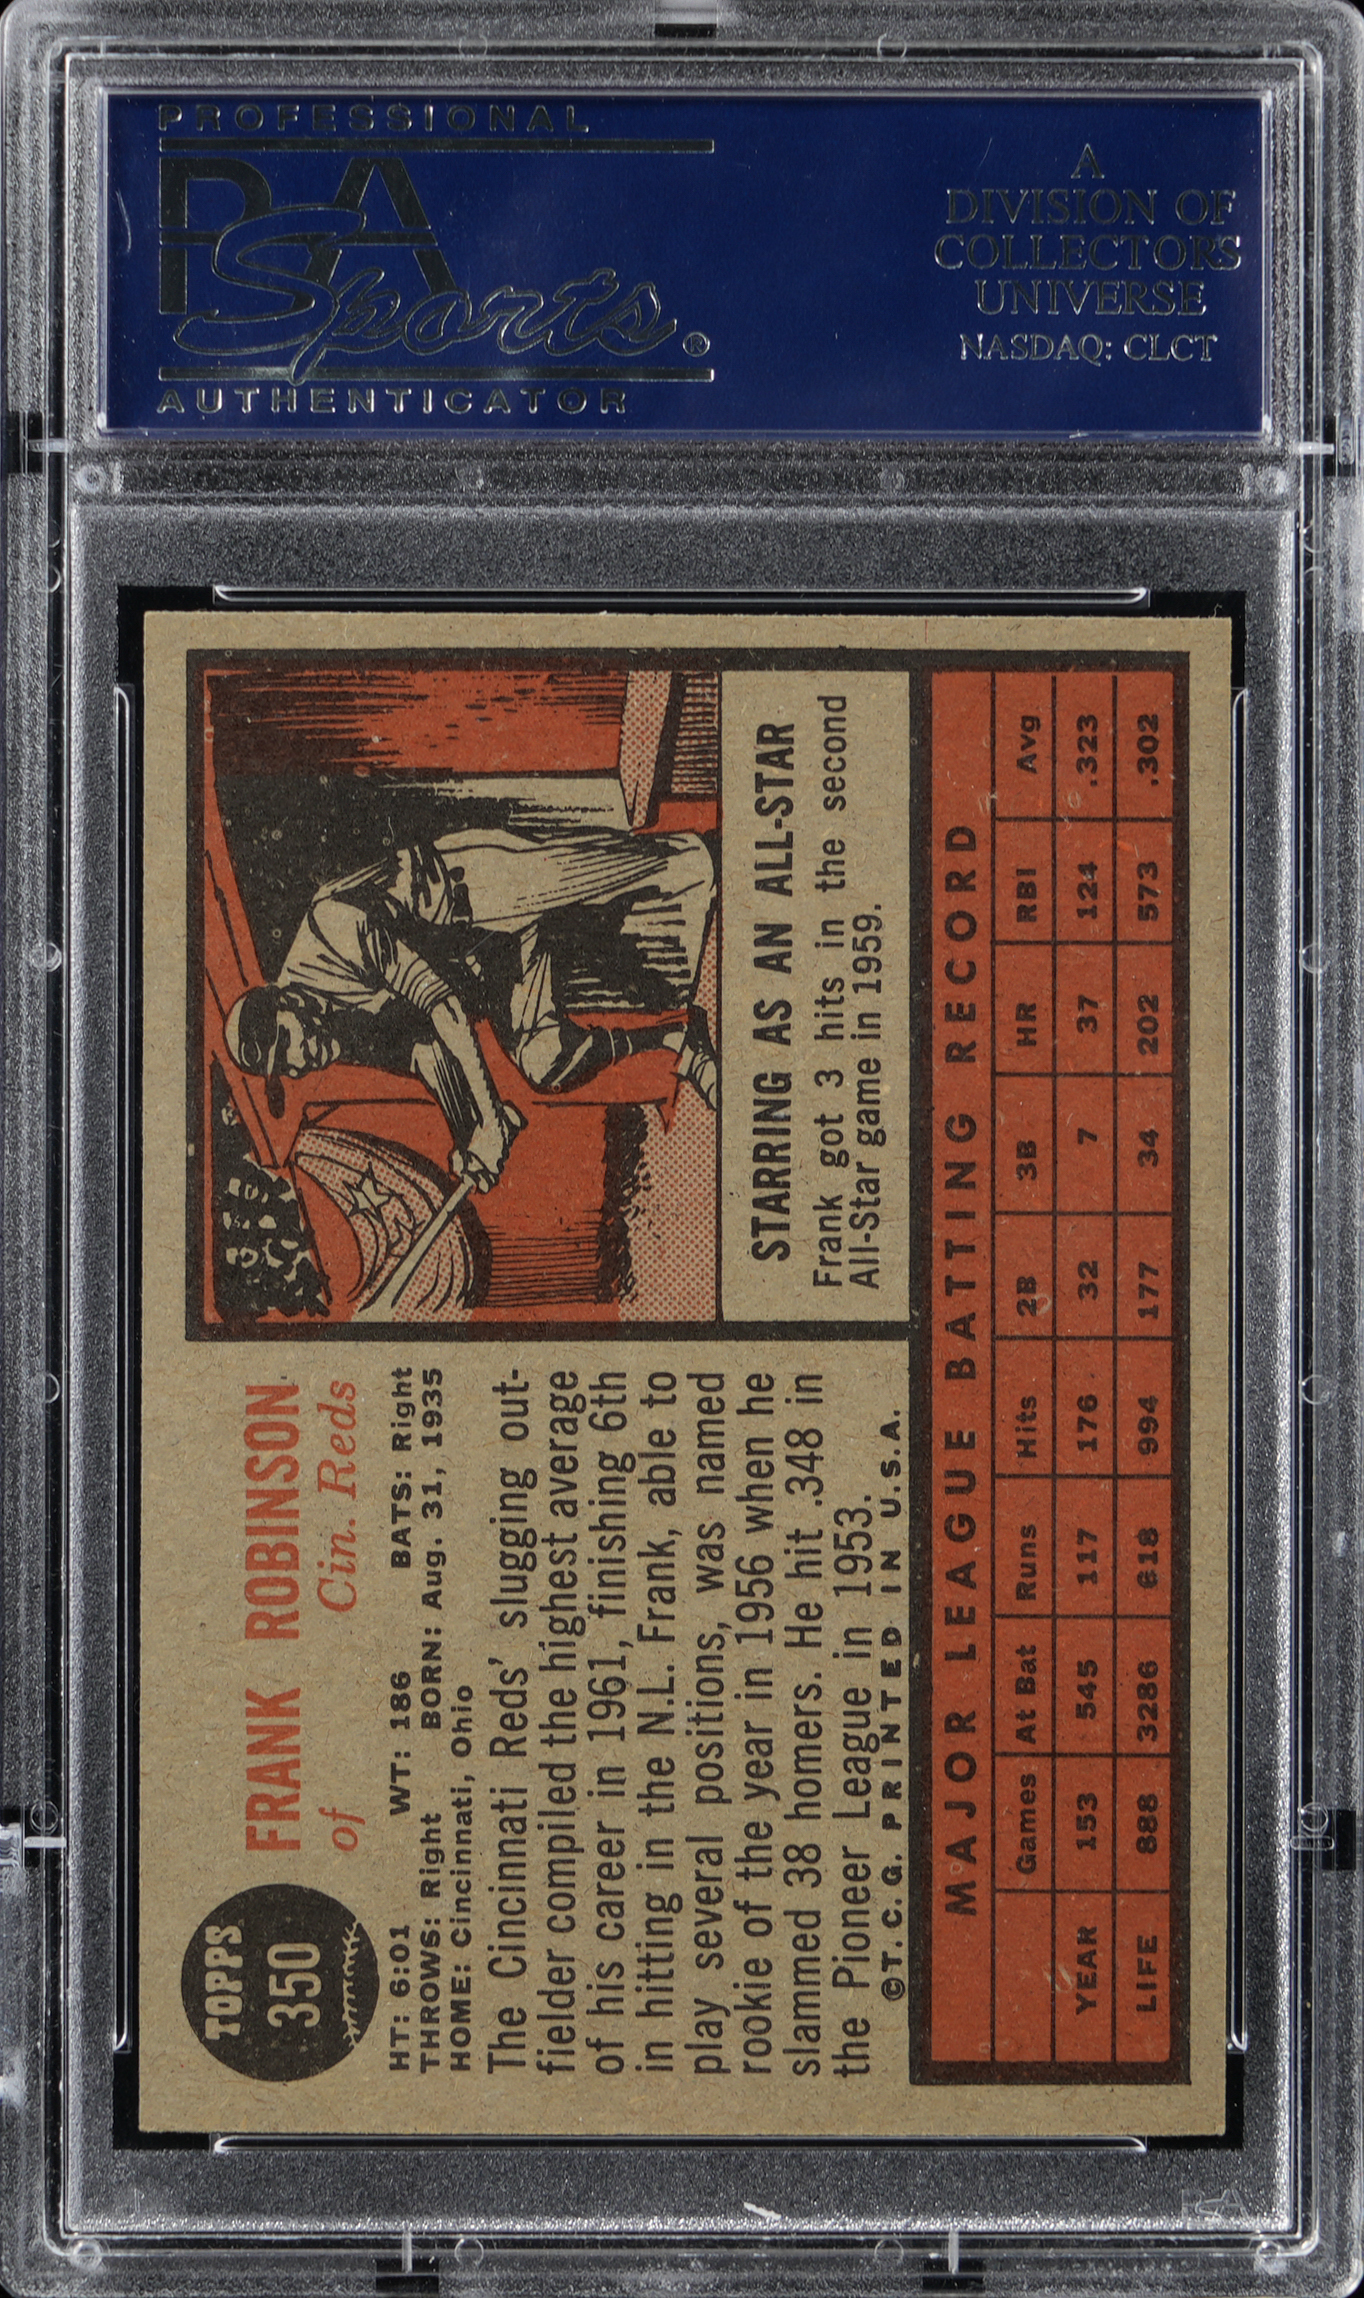 PROFESSIONAL
PSA
Sports®
AUTHENTICATOR
A
DIVISION OF
COLLECTORS
UNIVERSE
NASDAQ: CLCT
TOPPS
350
FRANK ROBINSON
of Cin. Reds
HT: 6:01 WT: 186 BATS: Right
THROWS: Right BORN: Aug. 31, 1935
HOME: Cincinnati, Ohio
The Cincinnati Reds' slugging out-
fielder compiled the highest average
of his career in 1961, finishing 6th
in hitting in the N.L. Frank, able to
play several positions, was named
rookie of the year in 1956 when he
slammed 38 homers. He hit .348 in
the Pioneer League in 1953.
©T.C.G. PRINTED IN U.S.A.
STARRING AS AN ALL-STAR
Frank got 3 hits in the second
All-Star game in 1959.
MAJOR LEAGUE BATTING RECORD
Games At Bat Runs Hits 2B 3B HR RBI Avg
YEAR 153 545 117 176 32 7 37 124 .323
LIFE 888 3286 618 994 177 34 202 573 .302
PSA